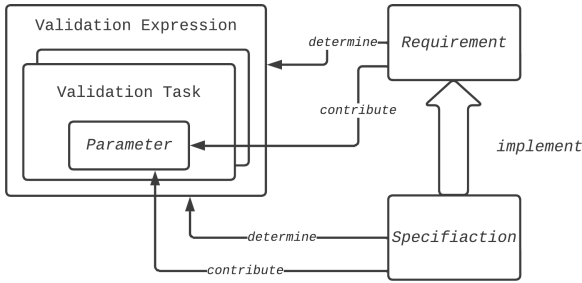 Validation Expression
determine
Requirement
Validation Task
contribute
Parameter
implement
determine
Specifiaction
contribute